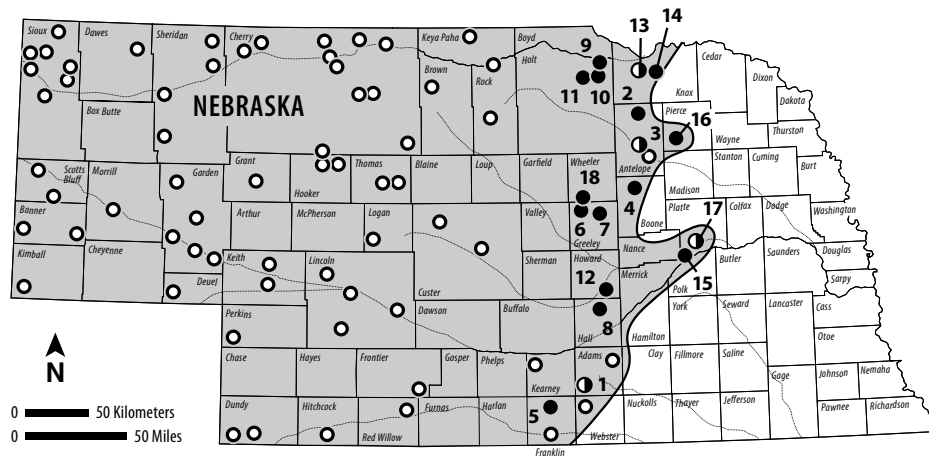 13 14
Sioux Dawes Sheridan Cherry Keya Paha 9 Boyd Cedar
Holt Dixon
Brown Rock 11 10 2 Knox
NEBRASKA Dakota
Box Butte Pierce 16
3 Wayne Thurston
Antelope Stanton Cuming Burt
Scotts Bluff Morrill Garden Grant Hooker Thomas Blaine Loup Garfield Wheeler
18 Madison
4
Banner Arthur McPherson Logan Valley 6 7 Boone Platte 17 Colfax Dodge Washington
Greeley
Kimball Cheyenne Keith Lincoln Sherman Howard Nance Butler Saunders Douglas
Deuel Custer 12 Merrick Sarpy
Polk 15
Perkins Dawson Buffalo 8 York Seward Lancaster Cass
Hall Hamilton Otoe
Chase Hayes Frontier Gosper Phelps Adams Clay Fillmore Saline
N Kearney 1 Gage Johnson Nemaha
0 50 Kilometers
Dundy Hitchcock Furnas Harlan 5 Nuckolls Thayer Jefferson Pawnee Richardson
0 50 Miles
Red Willow Webster
Franklin